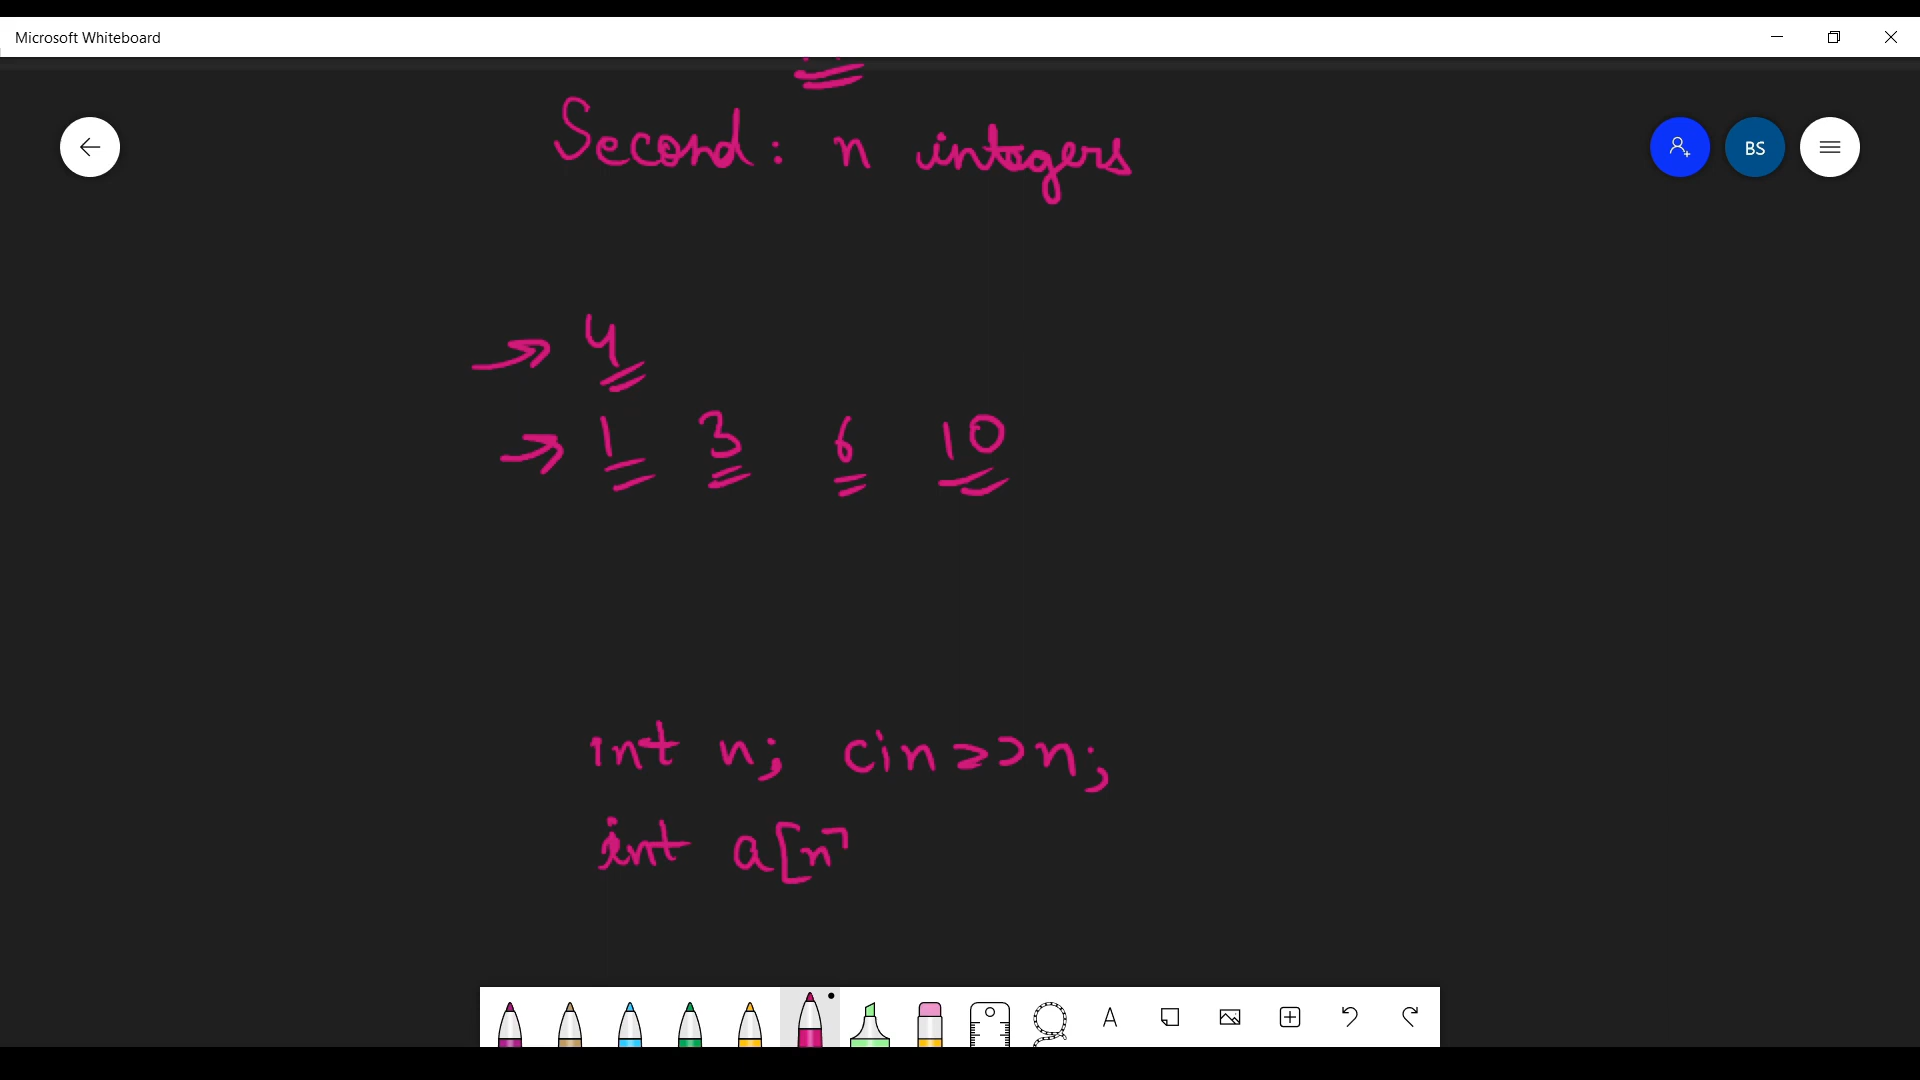 Microsoft Whiteboard
Second: n integers
BS
→ 4
→ 1 3 6 10
int n; cin>>n;
int a[n